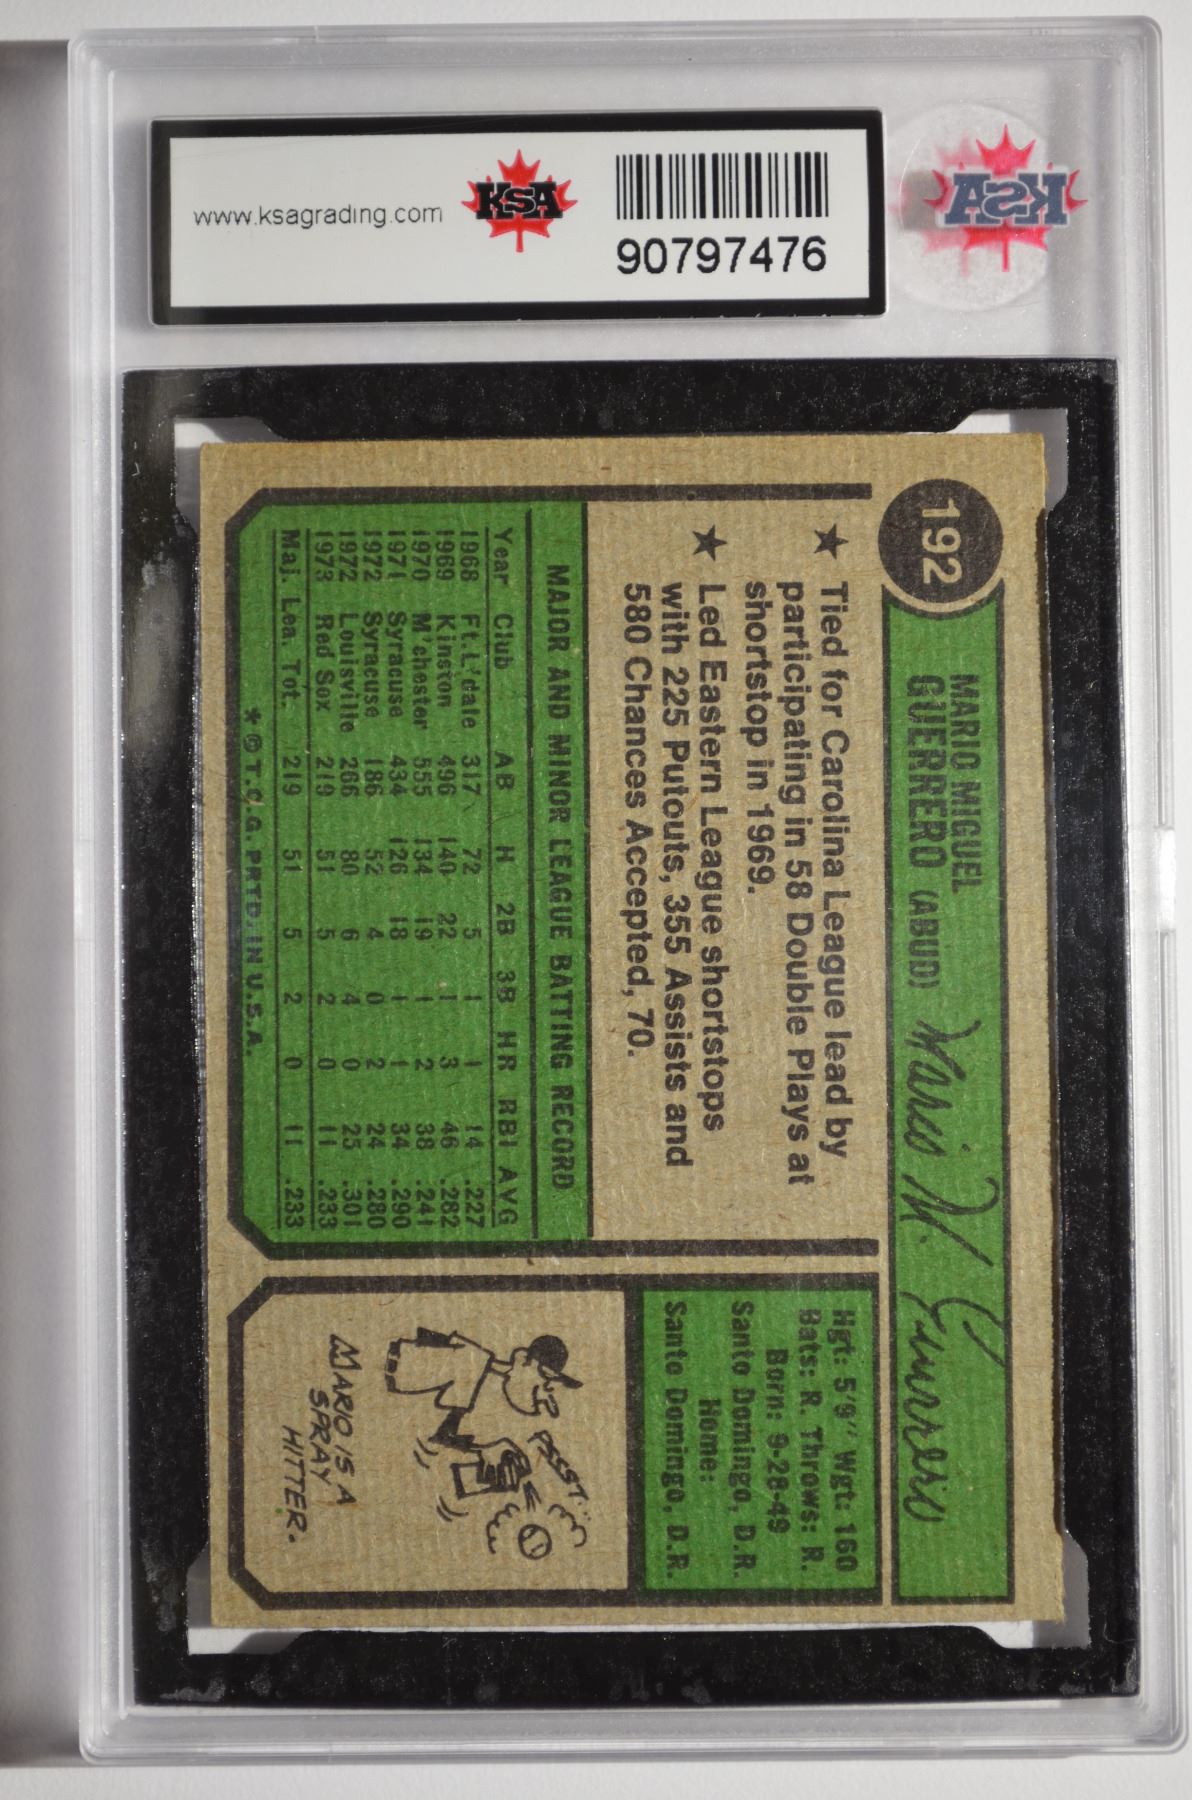 www.ksagrading.com
KSA
90797476
KSA
192
MARIO MIGUEL
GUERRERO (ABUD)
Mario M. Guerrero
★ Tied for Carolina League lead by
participating in 58 Double Plays at
shortstop in 1969.
★ Led Eastern League shortstops
with 225 Putouts, 355 Assists and
580 Chances Accepted, 70.
MAJOR AND MINOR LEAGUE BATTING RECORD
Year Club AB H 2B 3B HR RBI AVG
1968 Ft. L'dale 317 72 5 1 1 14 .227
1969 Kinston 496 140 22 1 3 46 .282
1970 M'chester 555 134 19 1 2 38 .241
1971 Syracuse 434 126 18 1 1 34 .290
1972 Syracuse 186 52 4 0 2 24 .280
1972 Louisville 266 80 6 4 0 25 .301
1973 Red Sox 219 51 5 2 0 11 .233
Maj. Lea. Tot. 219 51 5 2 0 11 .233
* © T.C.G. PRTD. IN U.S.A.
Hgt: 5'9" Wgt: 160
Bats: R. Throws: R.
Born: 9-28-49
Santo Domingo, D.R.
Home:
Santo Domingo, D.R.
PSSST..
MARIO IS A
SPRAY
HITTER.